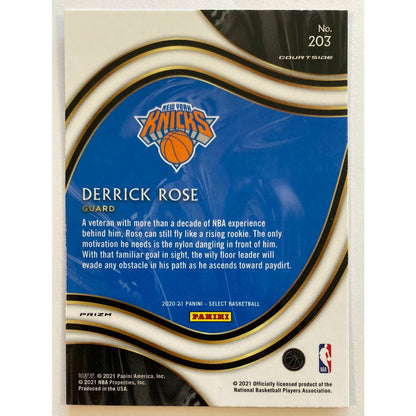 No.
203
COURTSIDE
NEW YORK
KNICKS
DERRICK ROSE
GUARD
A veteran with more than a decade of NBA experience
behind him, Rose can still fly like a rising rookie. The only
motivation he needs is the nylon dangling in front of him.
With that familiar goal in sight, the wily floor leader will
evade any obstacle in his path as he ascends toward paydirt.
2020-21 PANINI – SELECT BASKETBALL
PANINI
PRIZM
帕尼尼 © 2021 Panini America, Inc.
© 2021 NBA Properties, Inc.
Produced in the USA.
© 2021 Officially licensed product of the
National Basketball Players Association.
NBA